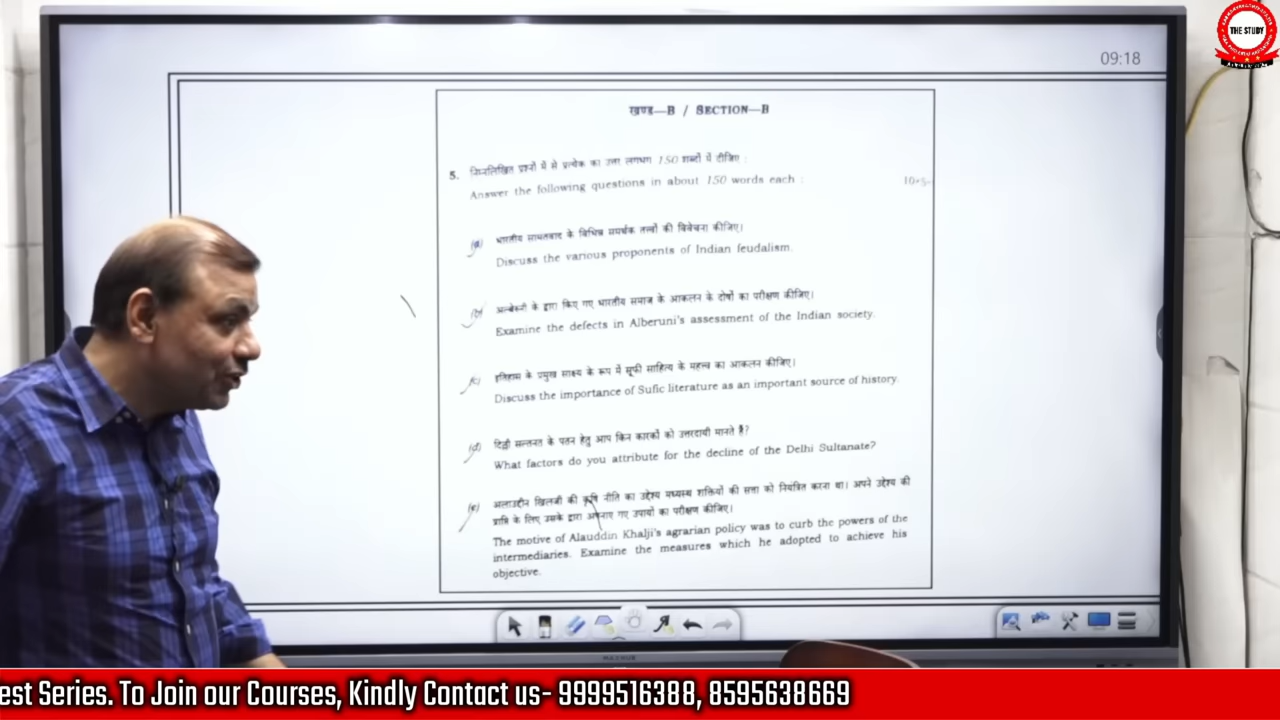 THE STUDY
09:18
खण्ड—B / SECTION—B
5. निम्नलिखित प्रश्नों में से प्रत्येक का उत्तर लगभग 150 शब्दों में दीजिए :
Answer the following questions in about 150 words each :
(a) भारतीय सामंतवाद के विभिन्न समर्थक तत्वों की विवेचना कीजिए।
Discuss the various proponents of Indian feudalism.
(b) अल्बेरूनी के द्वारा किए गए भारतीय समाज के आकलन के दोषों का परीक्षण कीजिए।
Examine the defects in Alberuni's assessment of the Indian society.
(c) इतिहास के प्रमुख साक्ष्य के रूप में सूफी साहित्य के महत्त्व का आकलन कीजिए।
Discuss the importance of Sufic literature as an important source of history.
(d) दिल्ली सल्तनत के पतन हेतु आप किन कारकों को उत्तरदायी मानते हैं?
What factors do you attribute for the decline of the Delhi Sultanate?
(e) अलाउद्दीन खिलजी की कृषि नीति का उद्देश्य मध्यस्थ शक्तियों की सत्ता को नियंत्रित करना था। अपने उद्देश्य की
प्राप्ति के लिए उसके द्वारा अपनाए गए उपायों का परीक्षण कीजिए।
The motive of Alauddin Khalji's agrarian policy was to curb the powers of the
intermediaries. Examine the measures which he adopted to achieve his
objective.
est Series. To Join our Courses, Kindly Contact us- 9999516388, 8595638669